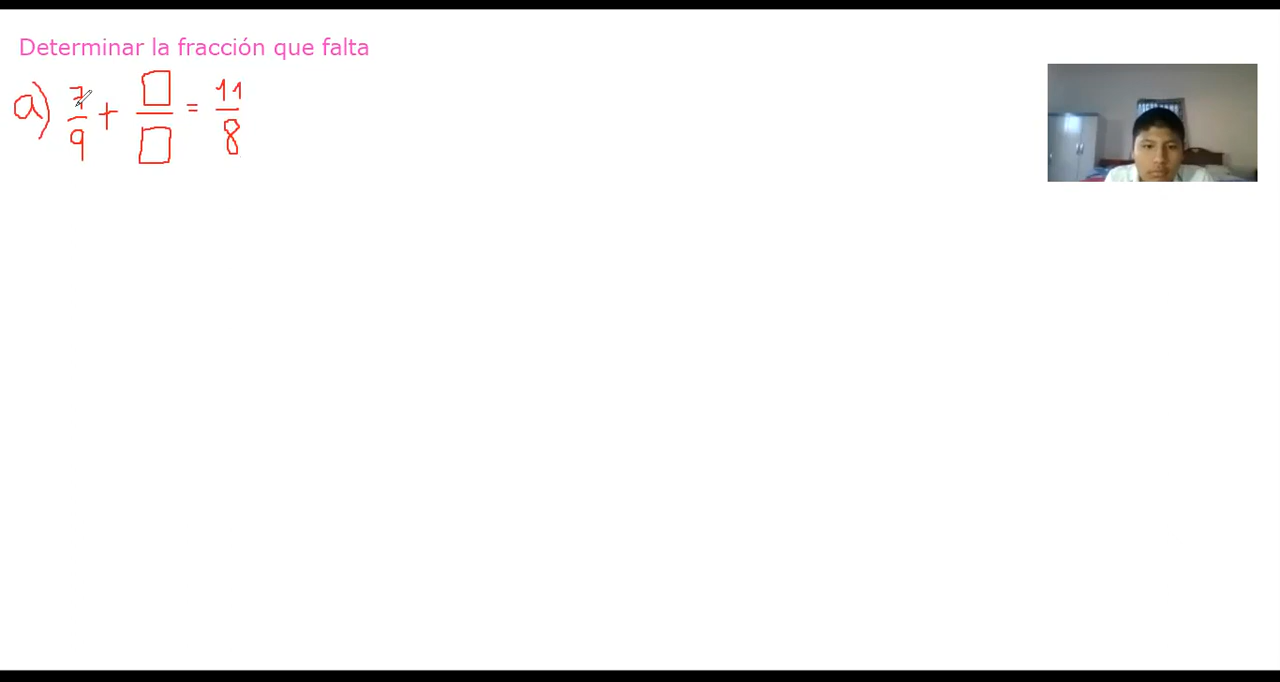 Determinar la fracción que falta
a) 7/9 + □/□ = 11/8